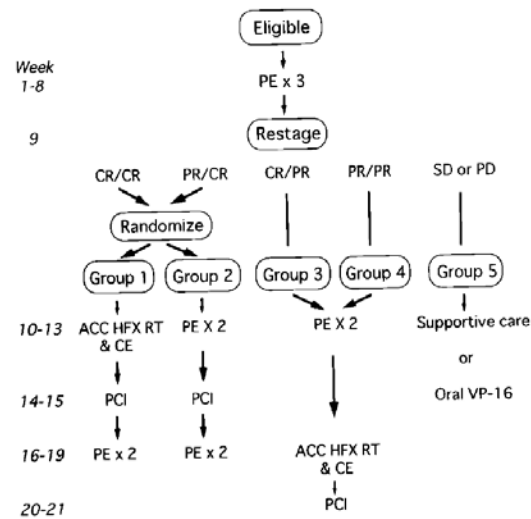 Eligible
Week
1-8
PE x 3
9
Restage
CR/CR PR/CR CR/PR PR/PR SD or PD
Randomize
Group 1 Group 2 Group 3 Group 4 Group 5
10-13 ACC HFX RT PE X 2 PE X 2 Supportive care
& CE
or
14-15 PCI PCI Oral VP-16
16-19 PE x 2 PE x 2 ACC HFX RT
& CE
20-21 PCI